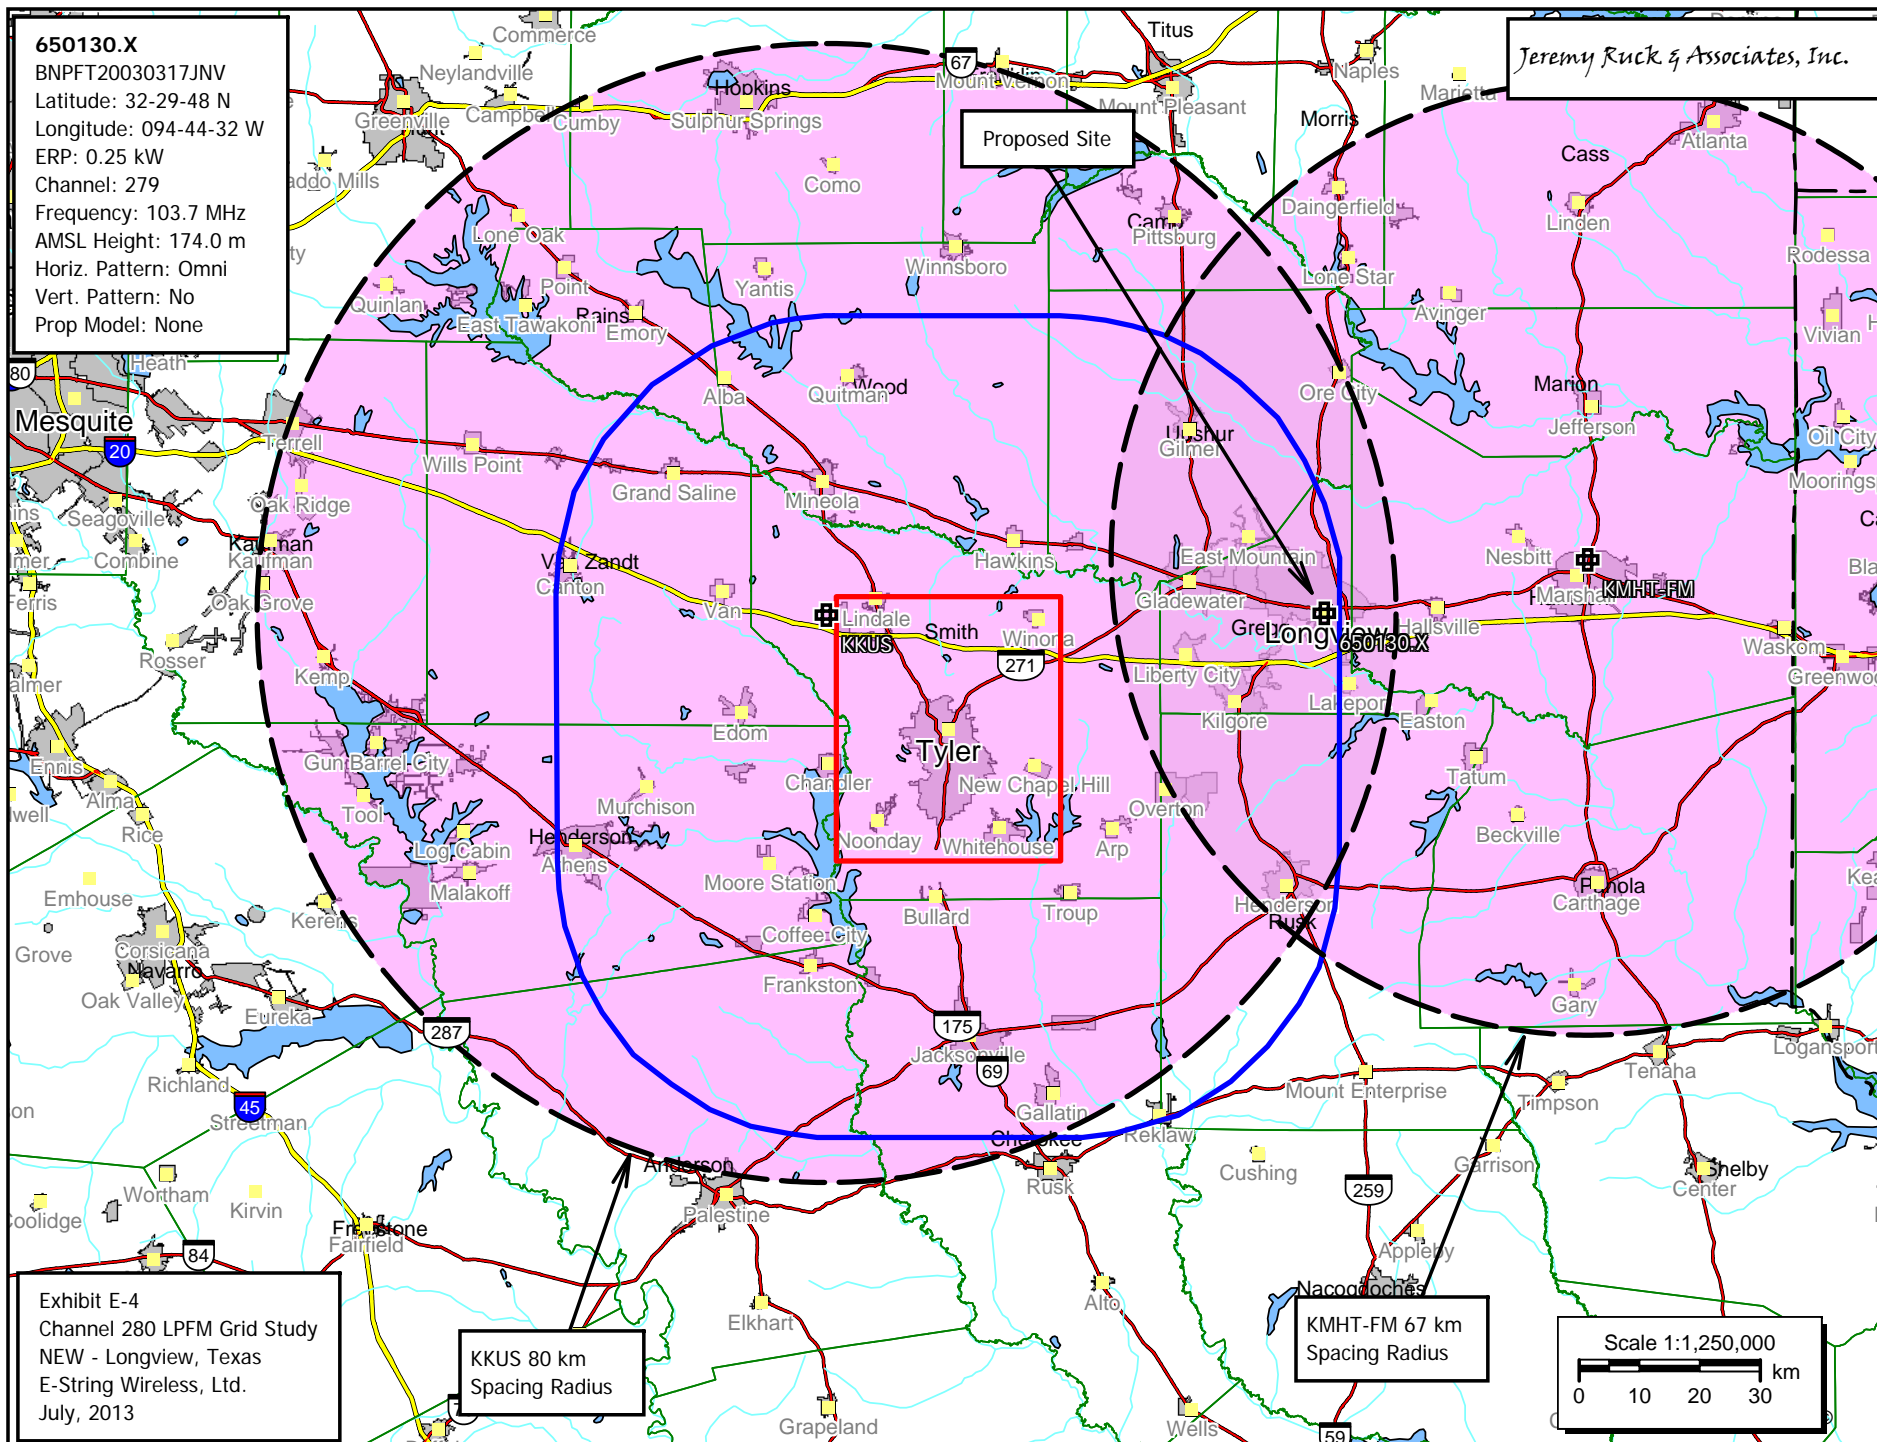 650130.X
BNPFT20030317JNV
Latitude: 32-29-48 N
Longitude: 094-44-32 W
ERP: 0.25 kW
Channel: 279
Frequency: 103.7 MHz
AMSL Height: 174.0 m
Horiz. Pattern: Omni
Vert. Pattern: No
Prop Model: None
Jeremy Ruck & Associates, Inc.
Proposed Site
Commerce
Neylandville
Greenville
Campbell
Cumby
Hopkins
Sulphur Springs
67
Mount Vernon
Titus
Mount Pleasant
Naples
Marietta
Morris
Cass
Atlanta
Como
Daingerfield
Linden
Camp
Pittsburg
Lone Oak
Winnsboro
Lone Star
Rodessa
Quinlan
Point
Yantis
East Tawakoni
Rains
Emory
Avinger
Vivian
Heath
80
Mesquite
20
Alba
Quitman
Wood
Ore City
Marion
Jefferson
Terrell
Wills Point
Upshur
Gilmer
Oil City
Grand Saline
Mineola
Moorings
Oak Ridge
Seagoville
Combine
Kaufman
Kaufman
Van Zandt
Canton
Hawkins
East Mountain
Nesbitt
Ferris
Oak Grove
Van
Lindale
KKUS
Smith
Winona
Gladewater
Gregg
Longview
650130.X
Hallsville
Marshall
KMHT-FM
Rosser
Waskom
Kemp
271
Liberty City
Greenwood
Kilgore
Lakeport
Easton
Edom
Tyler
Ennis
Gun Barrel City
Chandler
New Chapel Hill
Tatum
Alma
Tool
Murchison
Overton
Rice
Henderson
Athens
Noonday
Whitehouse
Arp
Beckville
Log Cabin
Malakoff
Moore Station
Emhouse
Kerens
Bullard
Troup
Henderson
Rusk
Panola
Carthage
Grove
Corsicana
Navarro
Coffee City
Oak Valley
Frankston
Gary
Eureka
287
175
Jacksonville
69
Logansport
Tenaha
Richland
45
Streetman
Gallatin
Mount Enterprise
Timpson
Cherokee
Reklaw
Wortham
Kirvin
Coolidge
Anderson
Palestine
Rusk
Cushing
259
Garrison
Shelby
Center
Freestone
Fairfield
84
Appleby
Nacogdoches
Alto
Elkhart
Grapeland
Wells
59
Exhibit E-4
Channel 280 LPFM Grid Study
NEW - Longview, Texas
E-String Wireless, Ltd.
July, 2013
KKUS 80 km
Spacing Radius
KMHT-FM 67 km
Spacing Radius
Scale 1:1,250,000
km
0 10 20 30